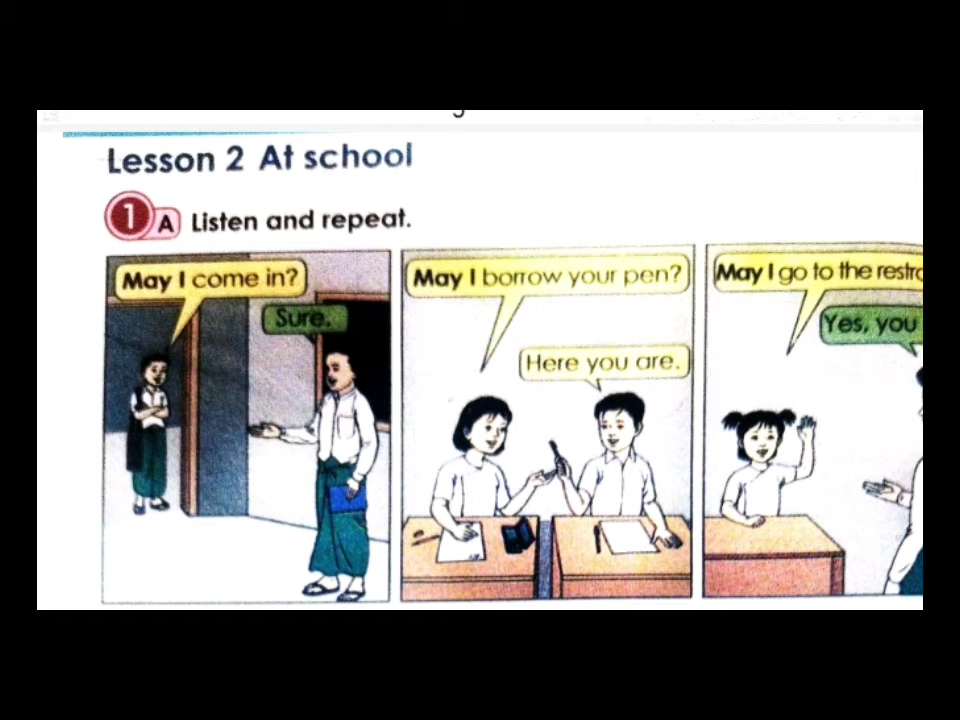 Lesson 2 At school
1 A Listen and repeat.
May I come in?
Sure.
May I borrow your pen?
Here you are.
May I go to the
Yes, you